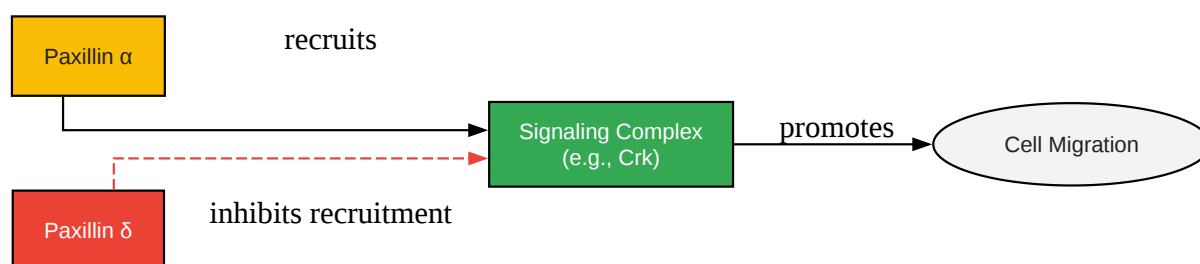 recruits
Paxillin α
Signaling Complex
(e.g., Crk)
promotes
Cell Migration
inhibits recruitment
Paxillin δ